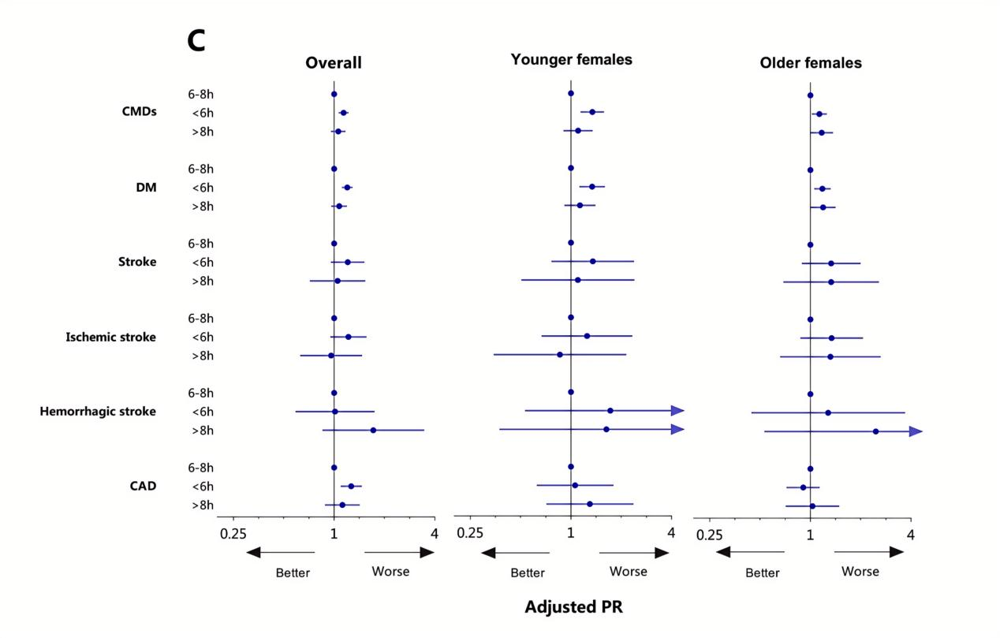 C
Overall
Younger females
Older females
CMDs
6-8h
<6h
>8h
DM
6-8h
<6h
>8h
Stroke
6-8h
<6h
>8h
Ischemic stroke
6-8h
<6h
>8h
Hemorrhagic stroke
6-8h
<6h
>8h
CAD
6-8h
<6h
>8h
0.25 1 4
0.25 1 4
0.25 1 4
Better Worse
Better Worse
Better Worse
Adjusted PR